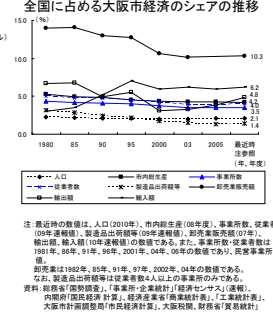 全国に占める大阪市経済のシェアの推移
(%)
15.0
10.0
5.0
0.0
10.3
6.2
4.8
4.2
4.0
3.5
2.1
1.4
1980 85 90 95 2000 03 2005 最近時
注参照
(年、年度)
人口 市内総生産 事業所数
従業者数 製造品出荷額等 卸売販売額
輸出額 輸入額
注：最近時の数値は、人口(2010年)、市内総生産(08年度)、事業所数、従業者
(09年速報値)、製造品出荷額等(09年速報値)、卸売販売額(07年)、
輸出額、輸入額(10年速報値)の数値である。また、事業所数・従業者数は
1981年、86年、91年、96年、2001年、04年、06年の数値であり、民営事業所
値。
卸売業は1982年、85年、91年、97年、2002年、04年の数値である。
なお、製造品出荷額等は従業者数4人以上の事業所のみである。
資料：総務省「国勢調査」、「事業所・企業統計」「経済センサス」(速報)、
内閣府「国民経済計算」、経済産業省「商業統計表」、「工業統計表」、
大阪市計画調整局「市民経済計算」、大阪税関、財務省「貿易統計」